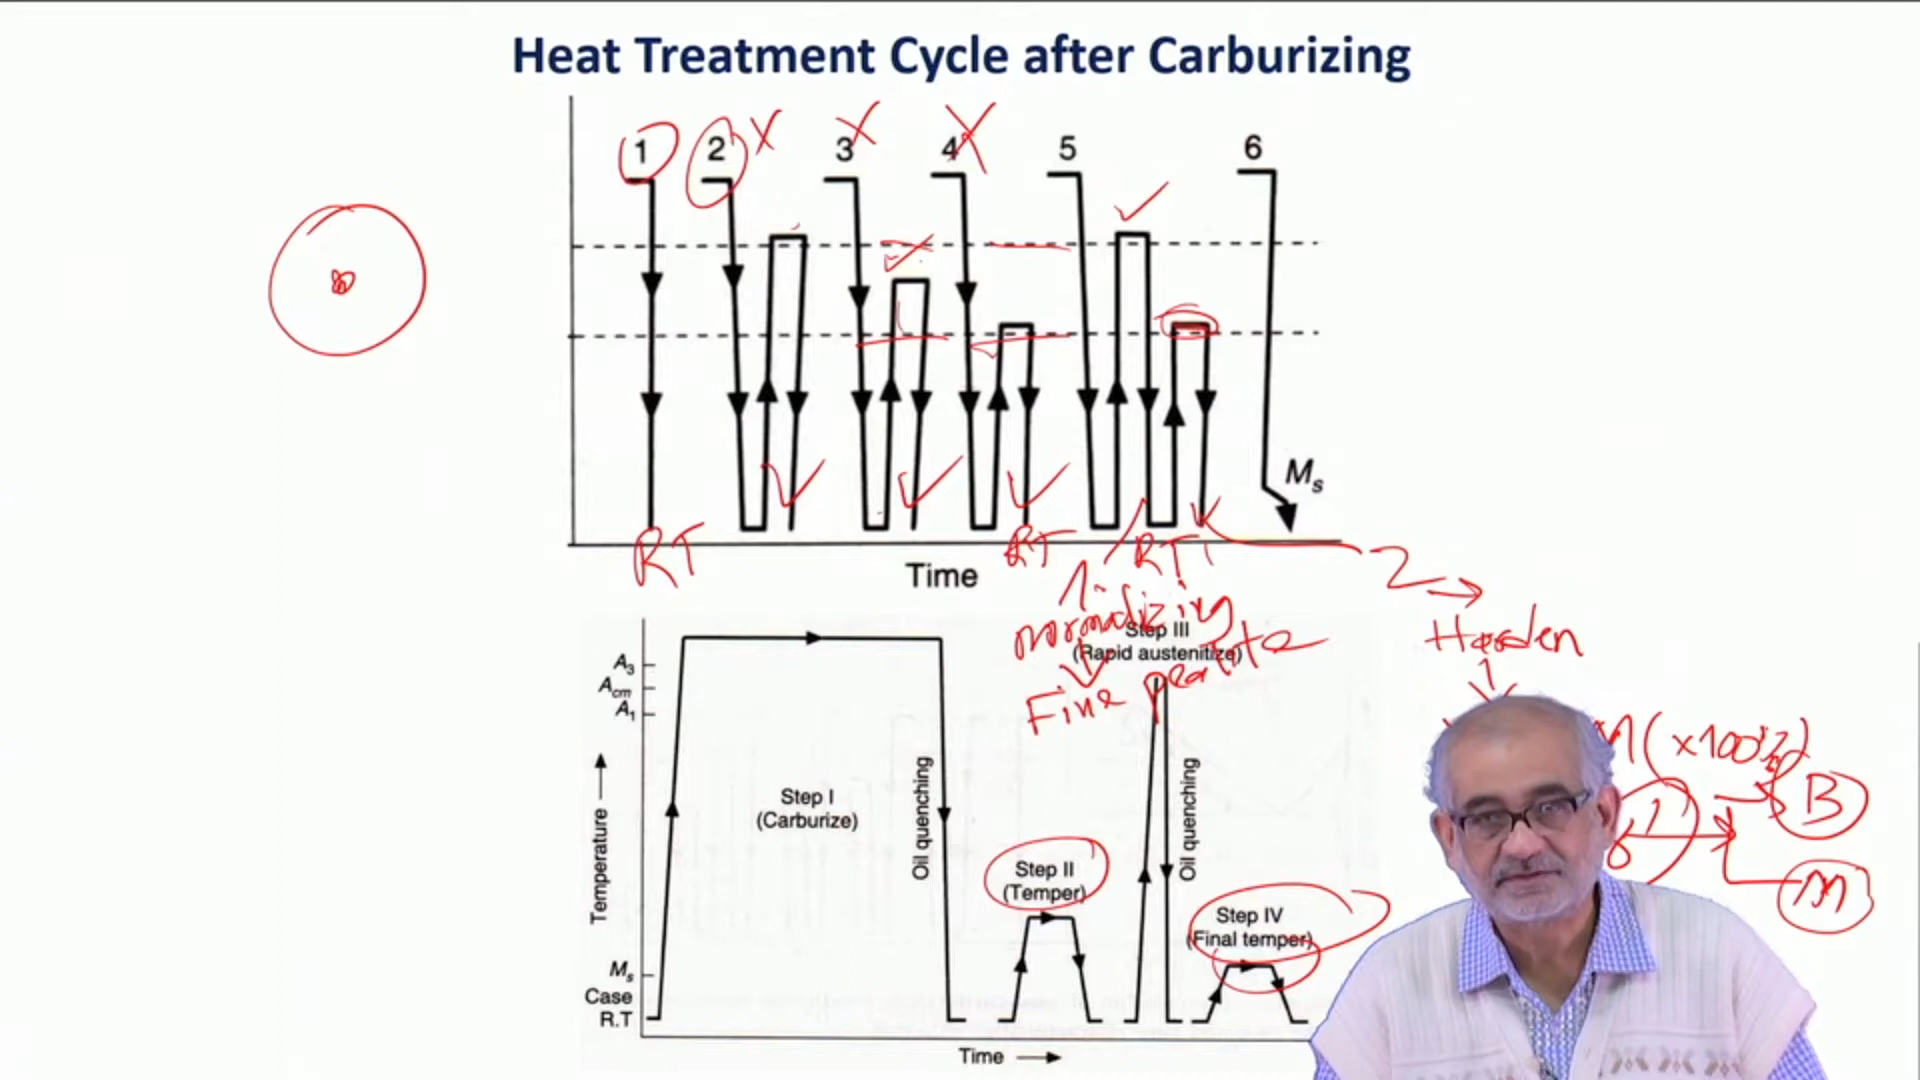 Heat Treatment Cycle after Carburizing
1 2 X 3 X 4 X 5 6
Ms
RT RT RT
Time
2 →
1.
normalizing
Harden
Fine pearlite
Step III
(Rapid austenitize)
A3
Acm
A1
M (x100%)
B
M
Temperature
Step I
(Carburize)
Oil quenching
Oil quenching
Step II
(Temper)
Step IV
(Final temper)
Ms
Case
R.T
Time